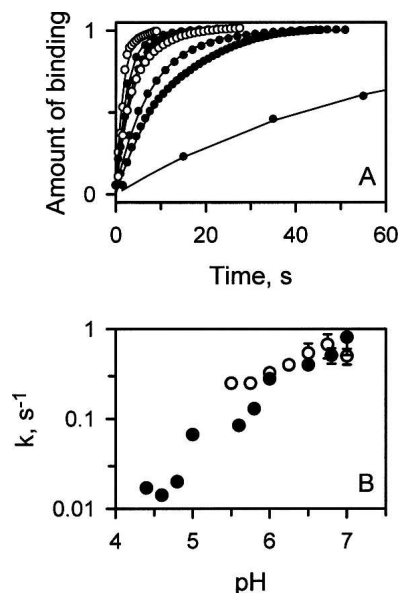 Amount of binding
1
0
A
0 20 40 60
Time, s
B
k, s⁻¹
1
0.1
0.01
4 5 6 7
pH